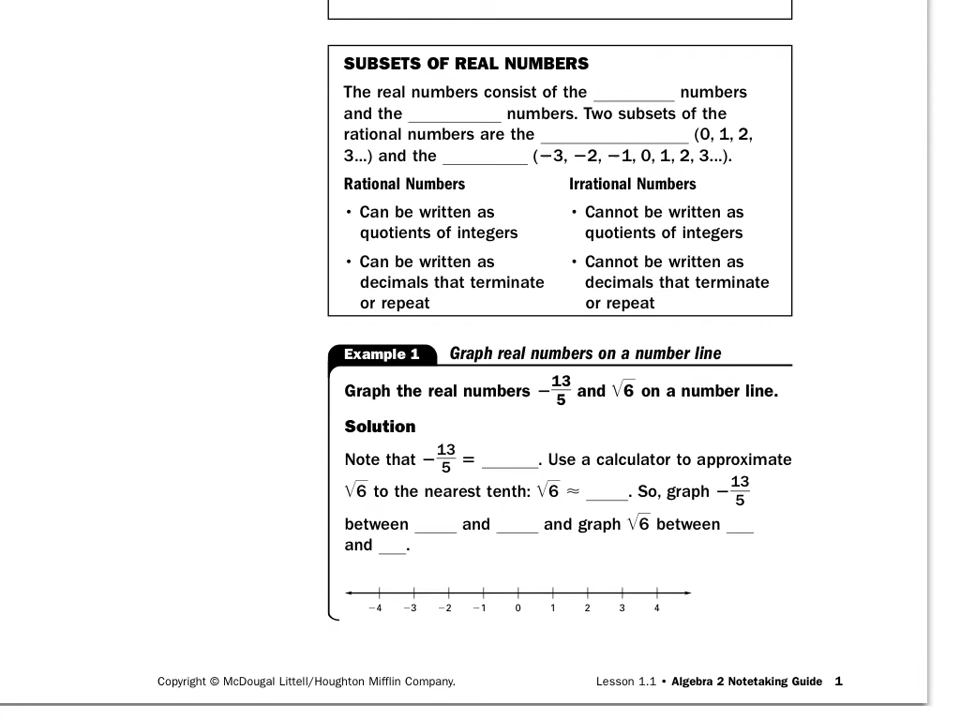 SUBSETS OF REAL NUMBERS
The real numbers consist of the __________ numbers
and the ___________ numbers. Two subsets of the
rational numbers are the __________________ (0, 1, 2,
3...) and the __________ (−3, −2, −1, 0, 1, 2, 3...).
Rational Numbers
• Can be written as
quotients of integers
• Can be written as
decimals that terminate
or repeat
Irrational Numbers
• Cannot be written as
quotients of integers
• Cannot be written as
decimals that terminate
or repeat
Example 1 Graph real numbers on a number line
Graph the real numbers −13/5 and √6 on a number line.
Solution
Note that −13/5 = _______. Use a calculator to approximate
√6 to the nearest tenth: √6 ≈ _____. So, graph −13/5
between _____ and _____ and graph √6 between ___
and ___.
−4 −3 −2 −1 0 1 2 3 4
Copyright © McDougal Littell/Houghton Mifflin Company. Lesson 1.1 • Algebra 2 Notetaking Guide 1